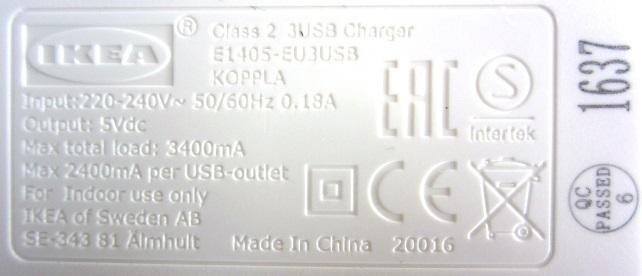 IKEA ®
Class 2 3USB Charger
E1405-EU3USB
KOPPLA
Input:220-240V~ 50/60Hz 0.18A
Output: 5Vdc
Max total load: 3400mA
Max 2400mA per USB-outlet
For Indoor use only
IKEA of Sweden AB
SE-343 81 Älmhult
Made In China 20016
EAC
S
Intertek
CE
1637
QC
PASSED
6